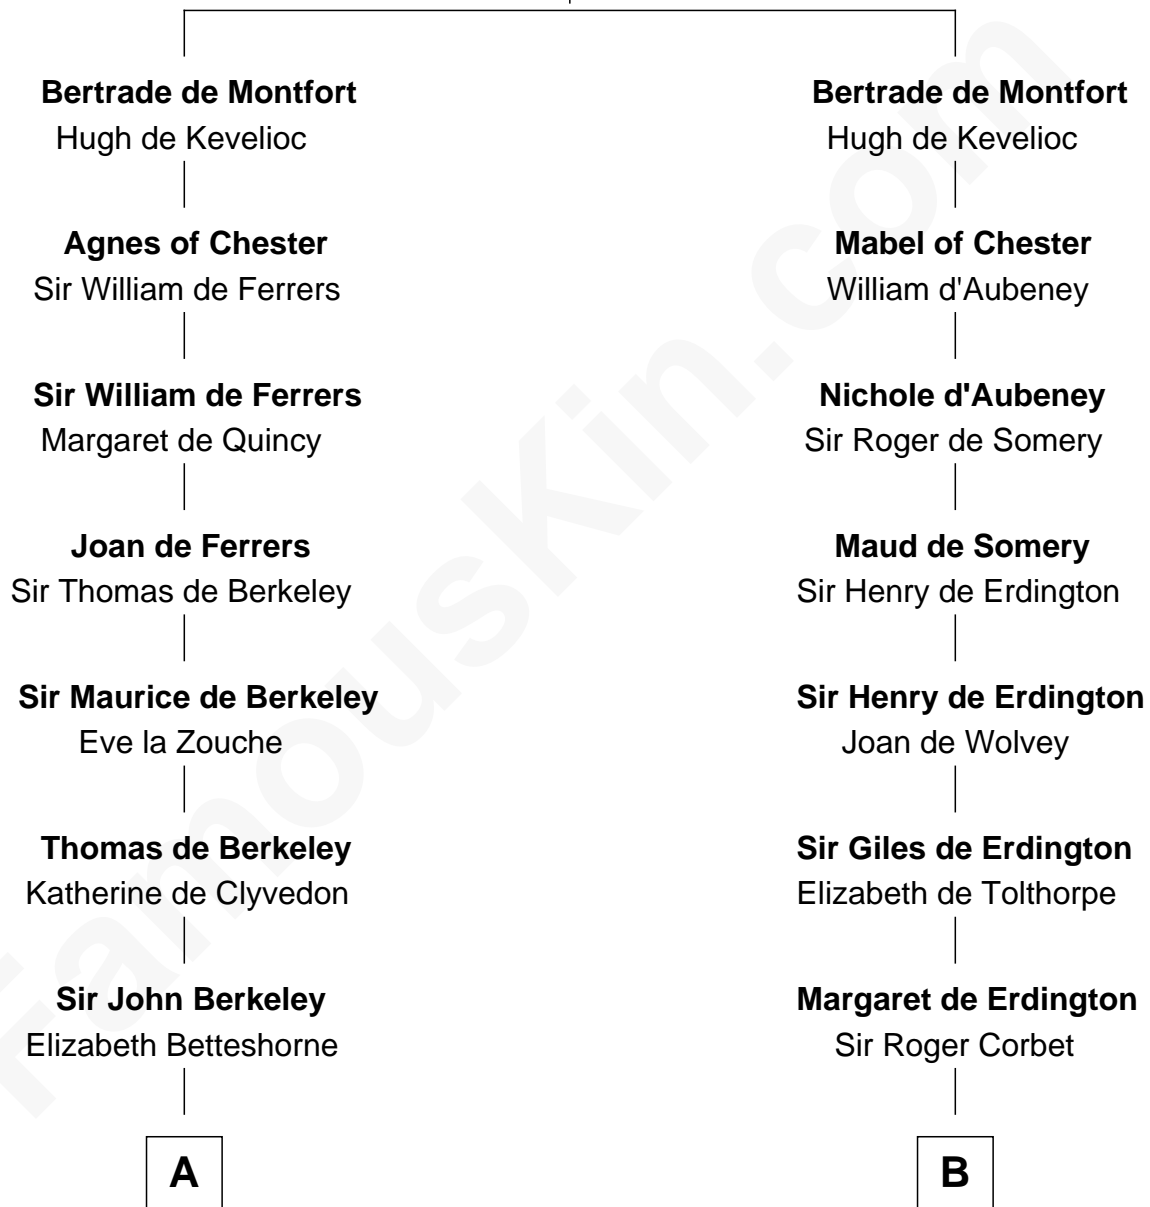 Bertrade de Montfort
Hugh de Kevelioc
Agnes of Chester
Sir William de Ferrers
Sir William de Ferrers
Margaret de Quincy
Joan de Ferrers
Sir Thomas de Berkeley
Sir Maurice de Berkeley
Eve la Zouche
Thomas de Berkeley
Katherine de Clyvedon
Sir John Berkeley
Elizabeth Betteshorne
A
Bertrade de Montfort
Hugh de Kevelioc
Mabel of Chester
William d'Aubeney
Nichole d'Aubeney
Sir Roger de Somery
Maud de Somery
Sir Henry de Erdington
Sir Henry de Erdington
Joan de Wolvey
Sir Giles de Erdington
Elizabeth de Tolthorpe
Margaret de Erdington
Sir Roger Corbet
B
FamousKin.com